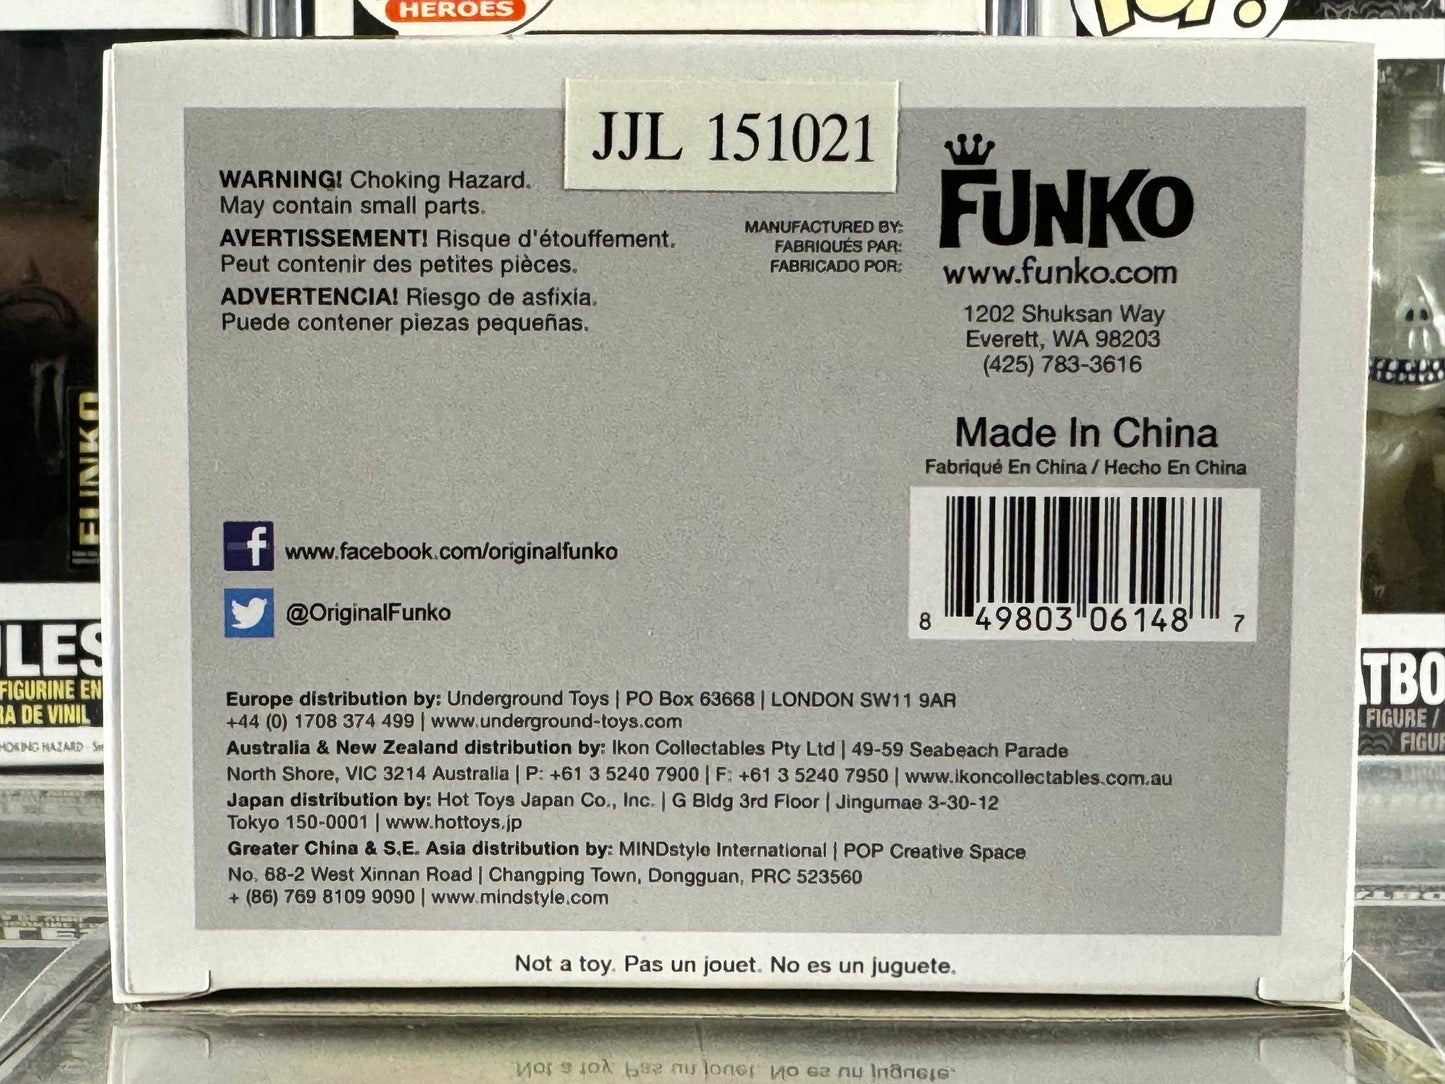 HEROES
POP!
JJL 151021
WARNING! Choking Hazard.
May contain small parts.
AVERTISSEMENT! Risque d'étouffement.
Peut contenir des petites pièces.
ADVERTENCIA! Riesgo de asfixia.
Puede contener piezas pequeñas.
MANUFACTURED BY:
FABRIQUÉS PAR:
FABRICADO POR:
FUNKO
www.funko.com
1202 Shuksan Way
Everett, WA 98203
(425) 783-3616
Made In China
Fabriqué En China / Hecho En China
8 49803 06148 7
f www.facebook.com/originalfunko
@OriginalFunko
Europe distribution by: Underground Toys | PO Box 63668 | LONDON SW11 9AR
+44 (0) 1708 374 499 | www.underground-toys.com
Australia & New Zealand distribution by: Ikon Collectables Pty Ltd | 49-59 Seabeach Parade
North Shore, VIC 3214 Australia | P: +61 3 5240 7900 | F: +61 3 5240 7950 | www.ikoncollectables.com.au
Japan distribution by: Hot Toys Japan Co., Inc. | G Bldg 3rd Floor | Jingumae 3-30-12
Tokyo 150-0001 | www.hottoys.jp
Greater China & S.E. Asia distribution by: MINDstyle International | POP Creative Space
No. 68-2 West Xinnan Road | Changping Town, Dongguan, PRC 523560
+ (86) 769 8109 9090 | www.mindstyle.com
Not a toy. Pas un jouet. No es un juguete.
FUNKO
ULES
FIGURINE EN
RA DE VINIL
HOKING HAZARD
ATBO
FIGURE /
FIGU